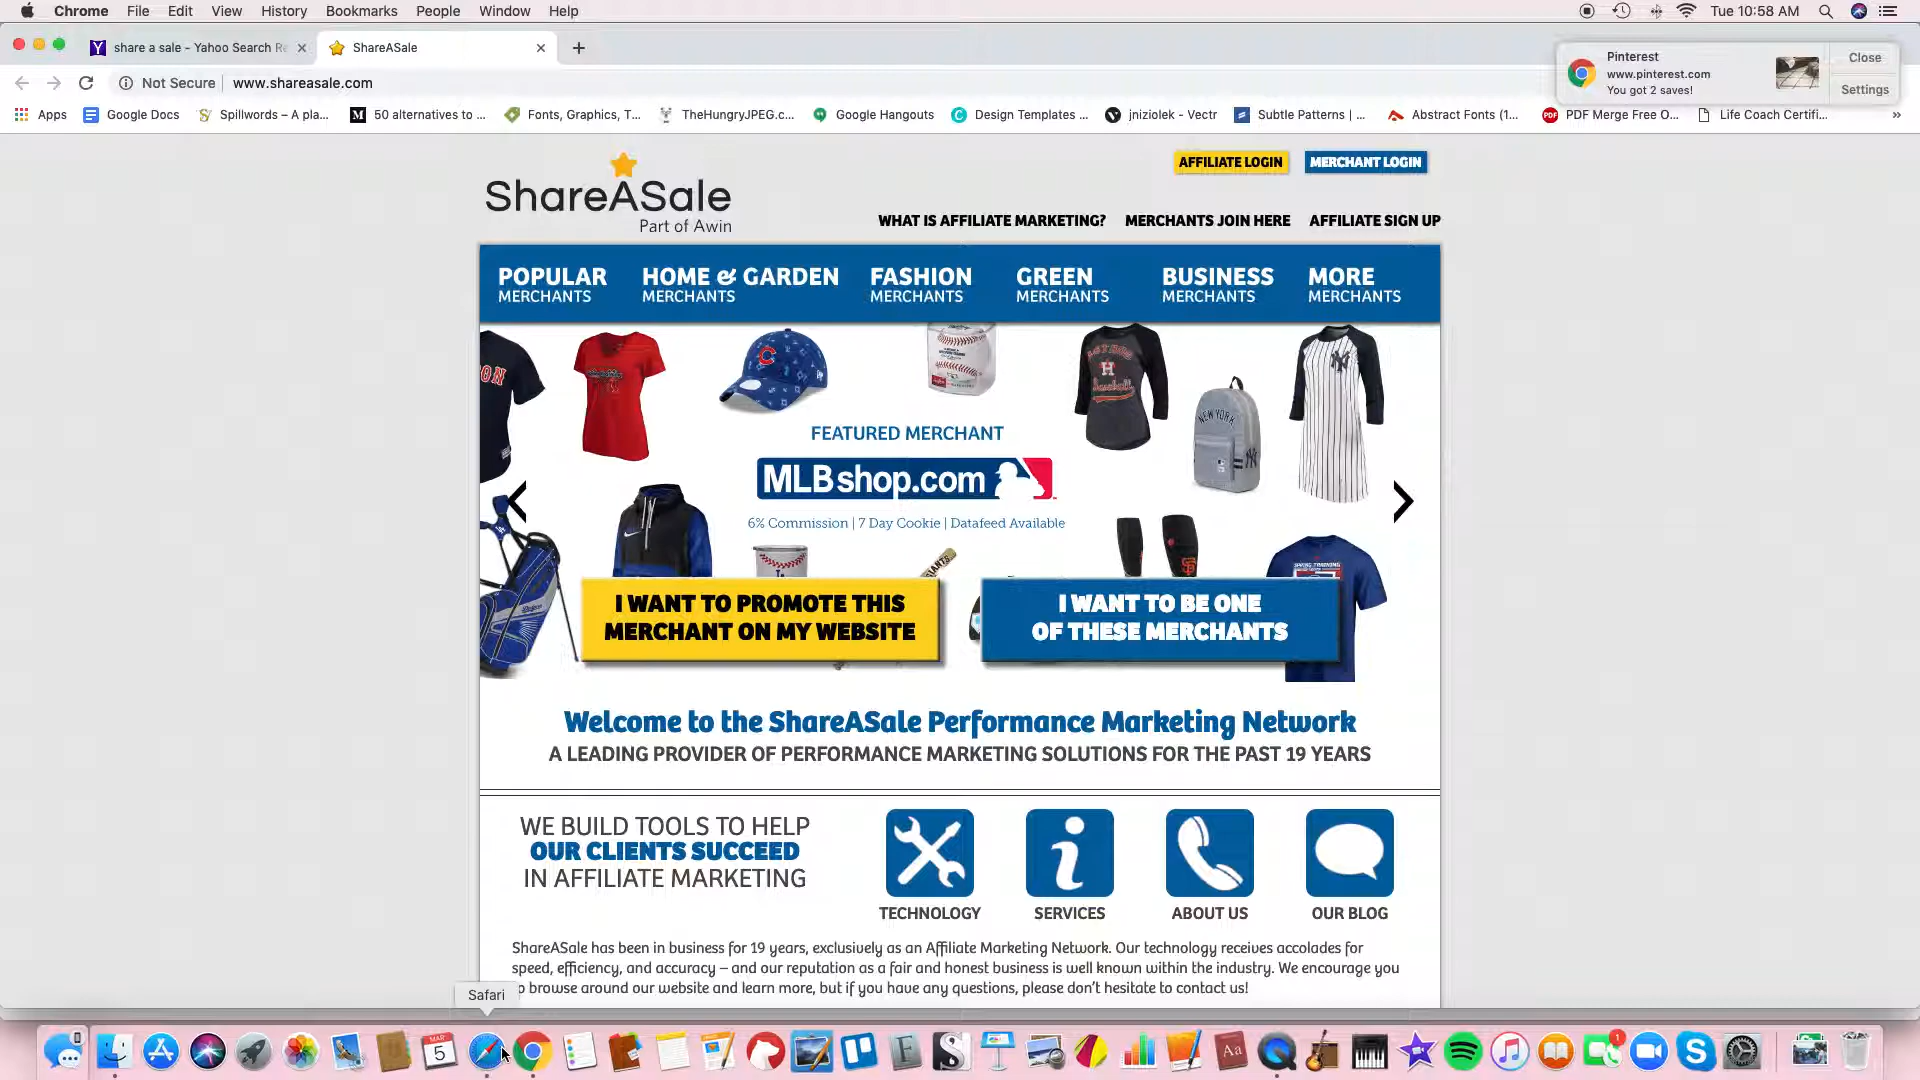 Chrome File Edit View History Bookmarks People Window Help Tue 10:58 AM
share a sale - Yahoo Search Re
ShareASale
Not Secure www.shareasale.com
Pinterest
www.pinterest.com
You got 2 saves!
Close
Settings
Apps Google Docs Spillwords – A pla... 50 alternatives to ... Fonts, Graphics, T... TheHungryJPEG.c... Google Hangouts Design Templates ... jniziolek - Vectr Subtle Patterns | ... Abstract Fonts (1... PDF Merge Free O... Life Coach Certifi... »
AFFILIATE LOGIN MERCHANT LOGIN
ShareASale
Part of Awin
WHAT IS AFFILIATE MARKETING? MERCHANTS JOIN HERE AFFILIATE SIGN UP
POPULAR
MERCHANTS
HOME & GARDEN
MERCHANTS
FASHION
MERCHANTS
GREEN
MERCHANTS
BUSINESS
MERCHANTS
MORE
MERCHANTS
FEATURED MERCHANT
MLBshop.com
6% Commission | 7 Day Cookie | Datafeed Available
NEW YORK
I WANT TO PROMOTE THIS
MERCHANT ON MY WEBSITE
I WANT TO BE ONE
OF THESE MERCHANTS
Welcome to the ShareASale Performance Marketing Network
A LEADING PROVIDER OF PERFORMANCE MARKETING SOLUTIONS FOR THE PAST 19 YEARS
WE BUILD TOOLS TO HELP
OUR CLIENTS SUCCEED
IN AFFILIATE MARKETING
TECHNOLOGY SERVICES ABOUT US OUR BLOG
ShareASale has been in business for 19 years, exclusively as an Affiliate Marketing Network. Our technology receives accolades for
speed, efficiency, and accuracy – and our reputation as a fair and honest business is well known within the industry. We encourage you
o browse around our website and learn more, but if you have any questions, please don't hesitate to contact us!
Safari
MAR
5
Aa
1